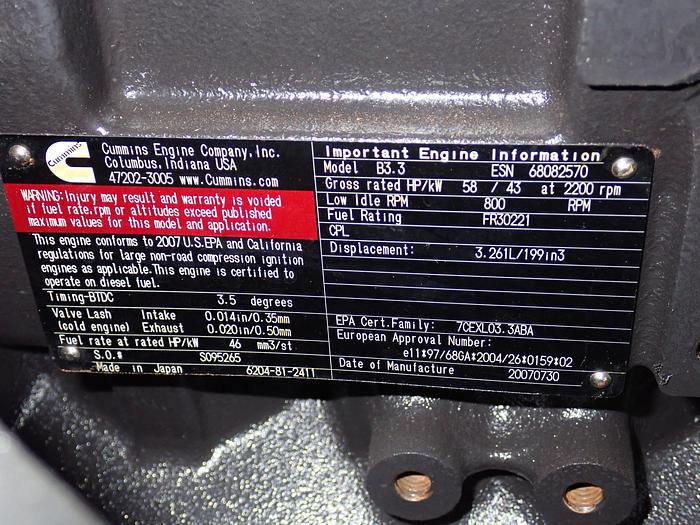 Cummins
Cummins Engine Company, Inc.
Columbus, Indiana USA
47202-3005 www.Cummins.com
WARNING: Injury may result and warranty is voided
if fuel rate, rpm or altitudes exceed published
maximum values for this model and application.
This engine conforms to 2007 U.S.EPA and California
regulations for large non-road compression ignition
engines as applicable. This engine is certified to
operate on diesel fuel.
Timing-BTDC 3.5 degrees
Valve Lash Intake 0.014in/0.35mm
(cold engine) Exhaust 0.020in/0.50mm
Fuel rate at rated HP/kW 46 mm3/st
S.O.# SO95265
Made in Japan 6204-81-2411
Important Engine Information
Model B3.3 ESN 68082570
Gross rated HP/kW 58 / 43 at 2200 rpm
Low Idle RPM 800 RPM
Fuel Rating FR30221
CPL
Displacement: 3.261L/199in3
EPA Cert.Family: 7CEXL03.3ABA
European Approval Number:
e11*97/68GA*2004/26*0159*02
Date of Manufacture 20070730